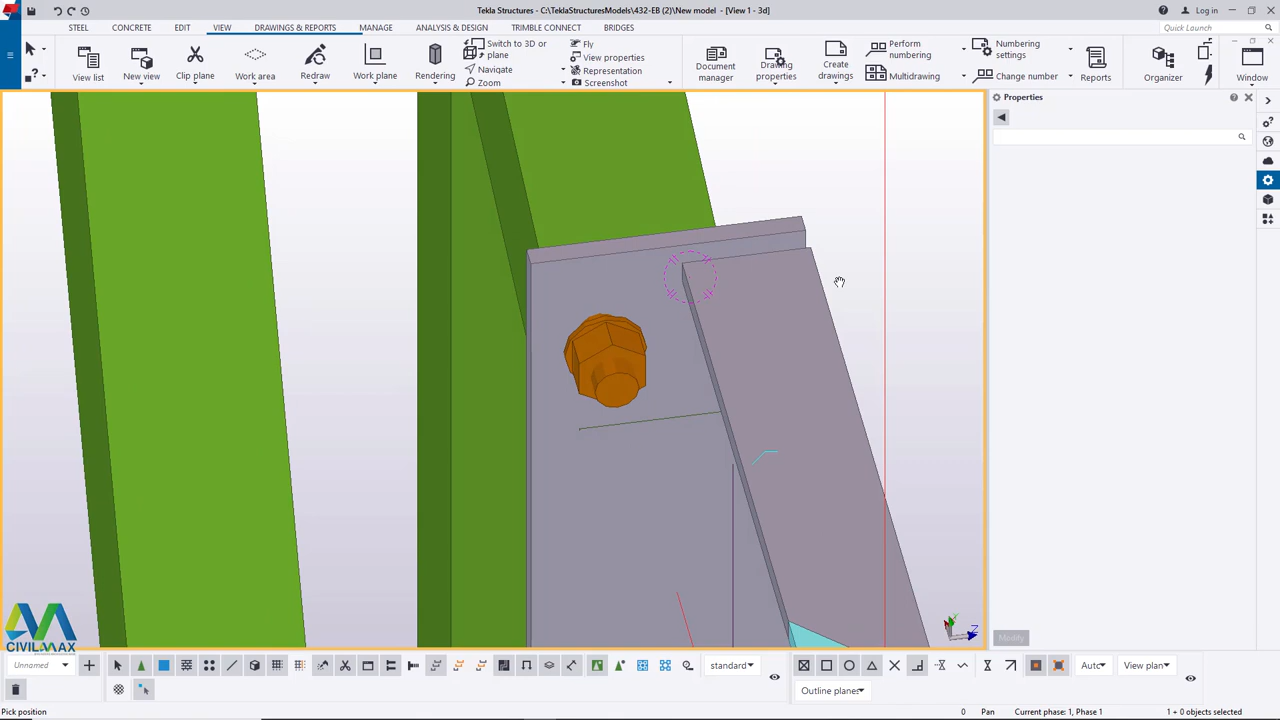 Tekla Structures - [C:\TeklaStructuresModels\432-EB (2)\New model - [View 1 - 3d]
Log in
STEEL CONCRETE EDIT VIEW DRAWINGS & REPORTS MANAGE ANALYSIS & DESIGN TRIMBLE CONNECT BRIDGES
Quick Launch
View list
New view
Clip plane
Work area
Redraw
Work plane
Rendering
Switch to 3D or
plane
Navigate
Zoom
Fly
View properties
Representation
Screenshot
Document
manager
Drawing
properties
Create
drawings
Perform
numbering
Multidrawing
Numbering
settings
Change number
Reports
Window
Properties
Modify
CIVILMAX
Unnamed
standard
Auto
View plan
Outline planes
Pick position
0 Pan Current phase: 1, Phase 1 1 + 0 objects selected